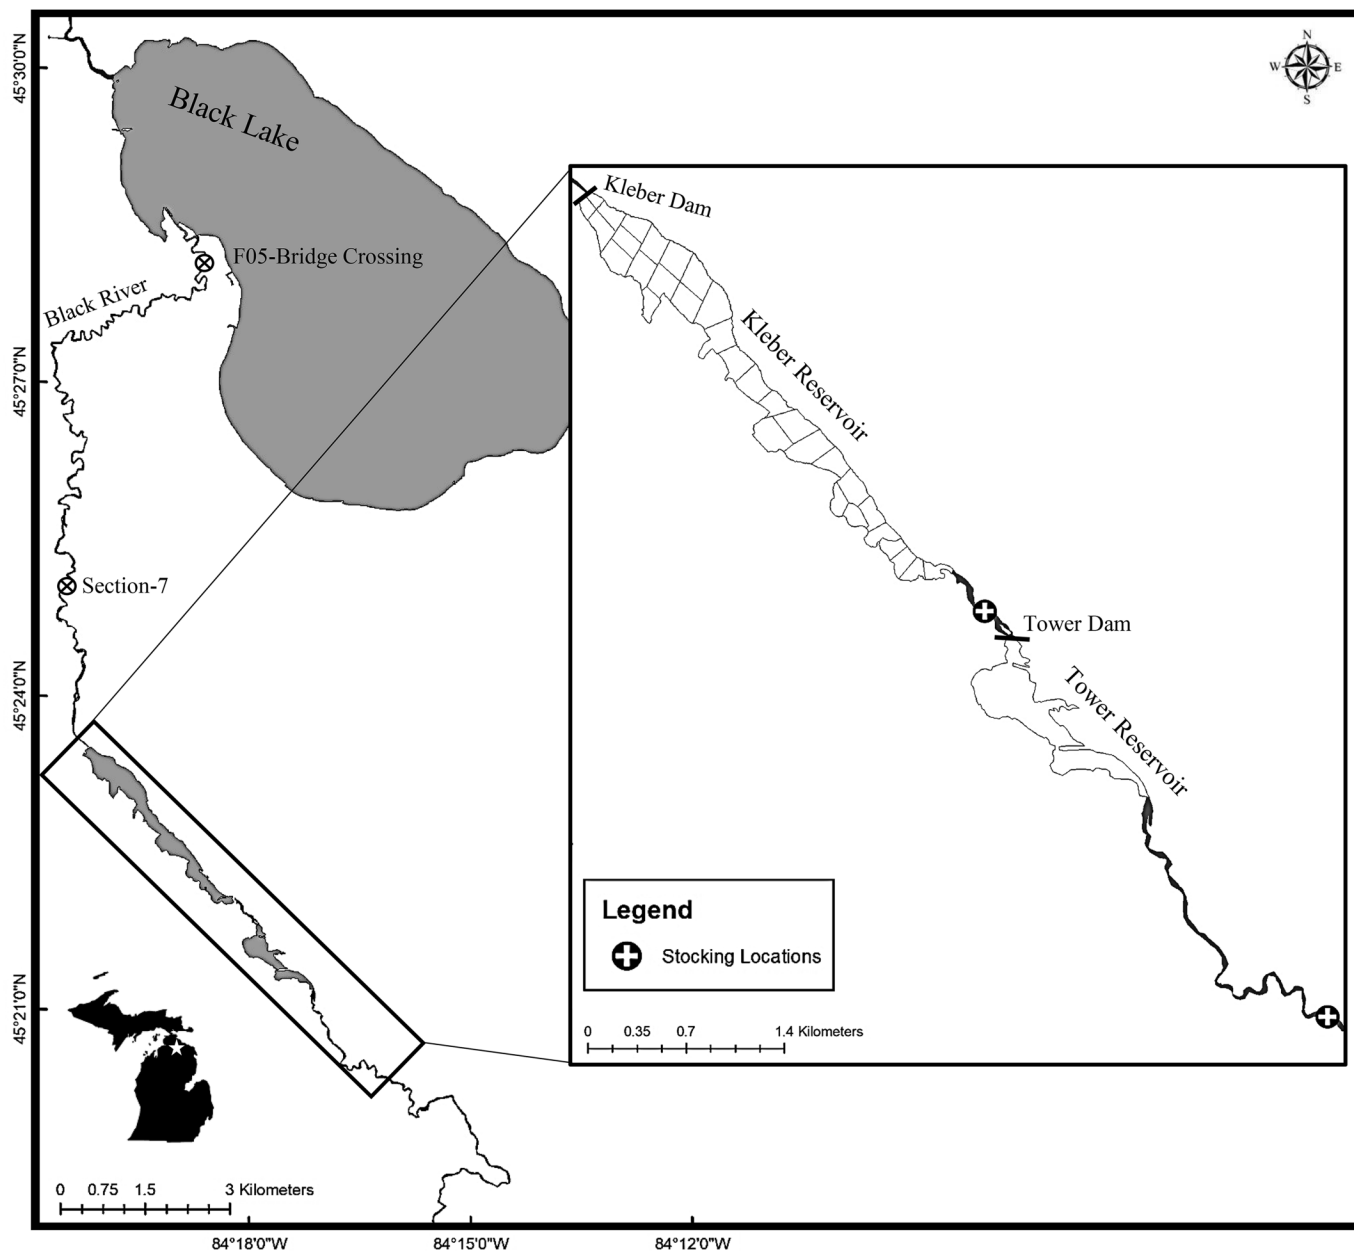 45°30'0"N
45°27'0"N
45°24'0"N
45°21'0"N
Black Lake
F05-Bridge Crossing
Black River
Section-7
N
W E
S
Kleber Dam
Kleber Reservoir
Tower Dam
Tower Reservoir
Legend
Stocking Locations
0 0.35 0.7 1.4 Kilometers
0 0.75 1.5 3 Kilometers
84°18'0"W 84°15'0"W 84°12'0"W